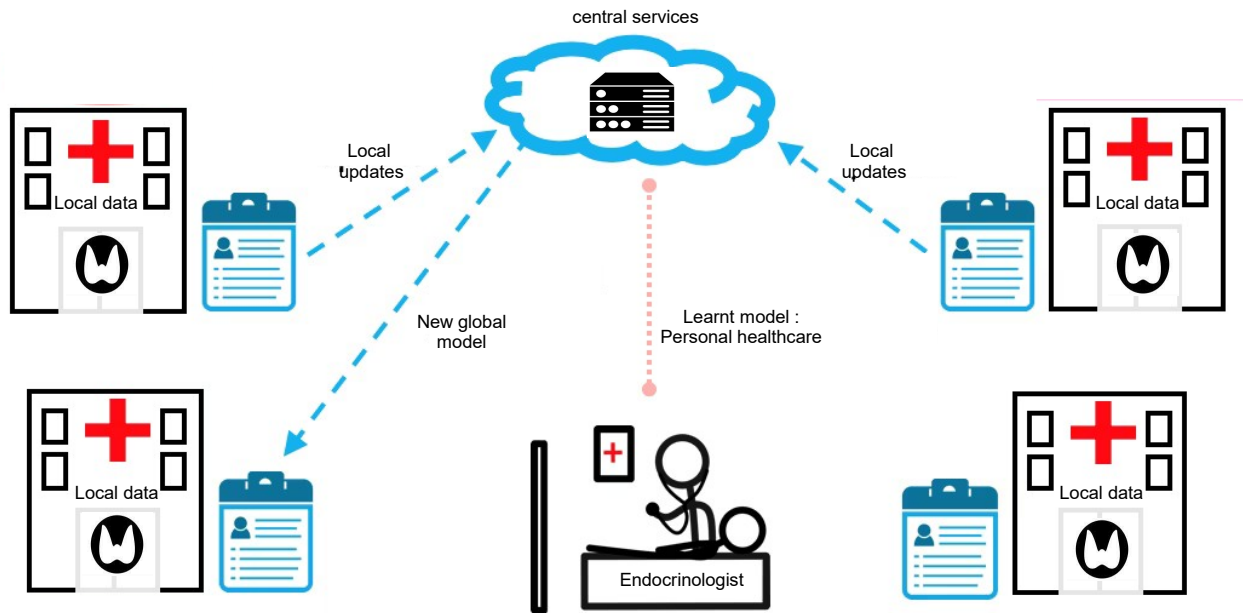 central services
Local
updates
Local
updates
Local data
Local data
New global
model
Learnt model :
Personal healthcare
Local data
Local data
Endocrinologist